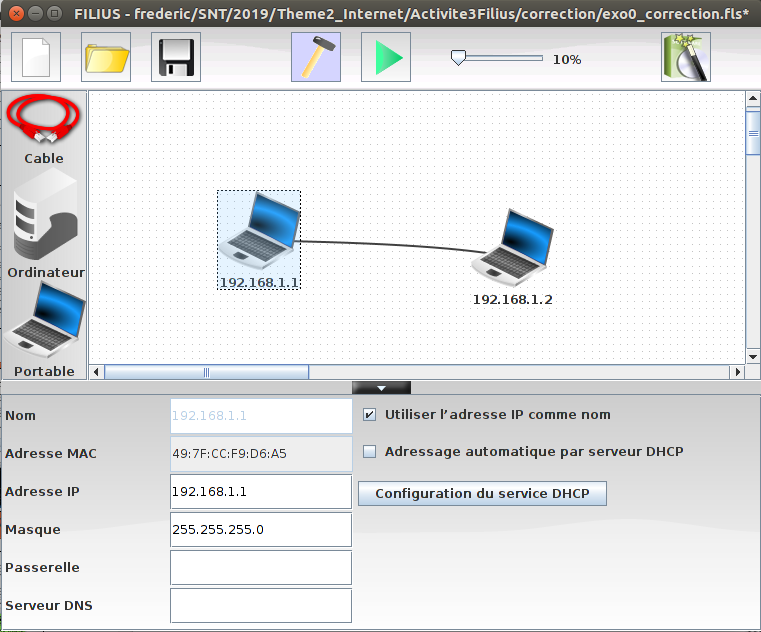 FILIUS - frederic/SNT/2019/Theme2_Internet/Activite3Filius/correction/exo0_correction.fls*
10%
Cable
Ordinateur
Portable
192.168.1.1
192.168.1.2
Nom
192.168.1.1
Utiliser l'adresse IP comme nom
Adresse MAC
49:7F:CC:F9:D6:A5
Adressage automatique par serveur DHCP
Adresse IP
192.168.1.1
Configuration du service DHCP
Masque
255.255.255.0
Passerelle
Serveur DNS